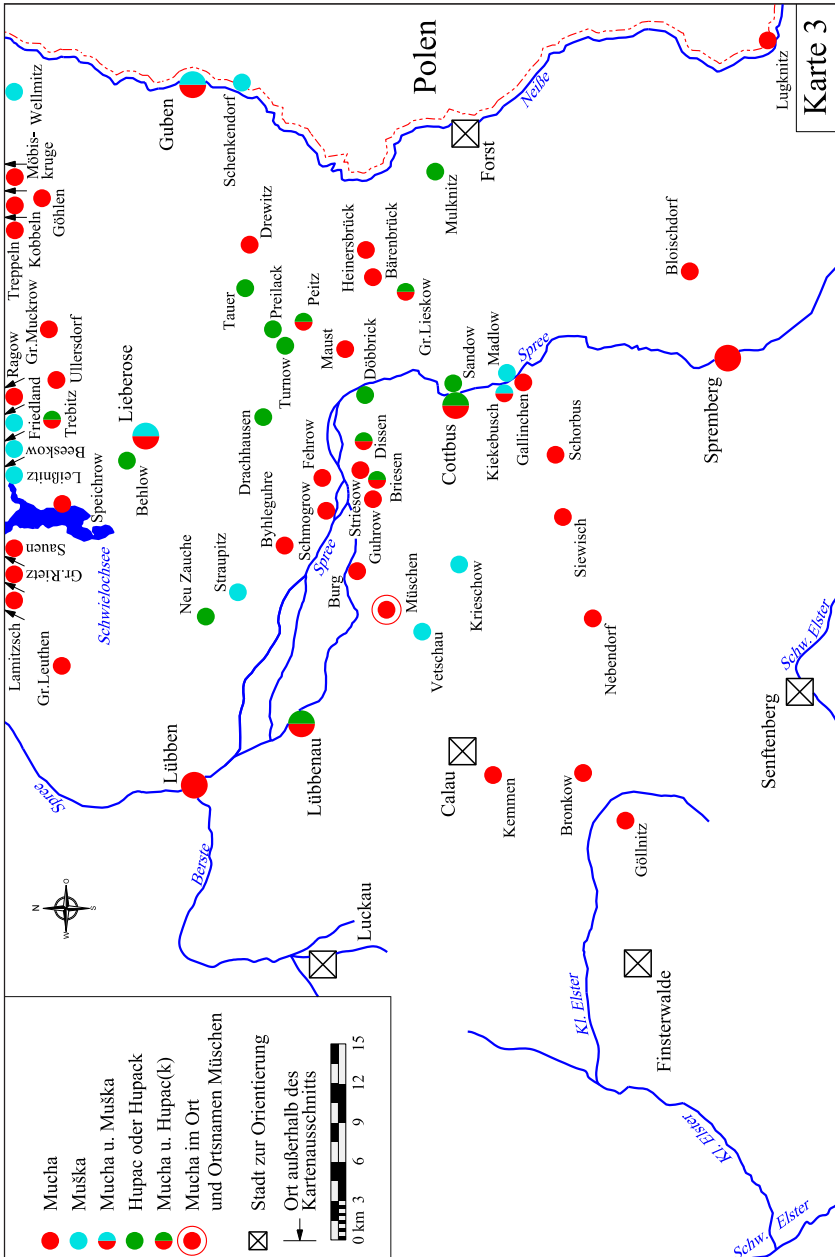 Mucha
Muška
Mucha u. Muška
Hupac oder Hupack
Mucha u. Hupac(k)
Mucha im Ort
und Ortsnamen Müschen
Stadt zur Orientierung
Ort außerhalb des
Kartenausschnitts
0 km 3 6 9 12 15
N
O
S
W
Spree
Berste
Lübben
Luckau
Lübbenau
Lamitzsch
Gr.Rietz
Sauen
Gr.Leuthen
Schwielochsee
Speichrow
Leißnitz
Beeskow
Friedland
Ragow
Trebitz
Ullersdorf
Gr.Muckrow
Treppeln
Kobbeln
Möbis-
kruge
Göhlen
Wellmitz
Behlow
Lieberose
Guben
Schenkendorf
Neu Zauche
Straupitz
Byhleguhre
Schmogrow
Fehrow
Drachhausen
Turnow
Preilack
Tauer
Peitz
Drewitz
Maust
Heinersbrück
Bärenbrück
Gr.Lieskow
Döbbrick
Dissen
Striesow
Briesen
Guhrow
Burg
Spree
Müschen
Vetschau
Krieschow
Cottbus
Sandow
Madlow
Kiekebusch
Gallinchen
Spree
Mulknitz
Forst
Polen
Neiße
Calau
Kemmen
Bronkow
Göllnitz
Nebendorf
Siewisch
Schorbus
Spremberg
Bloischdorf
Lugknitz
Finsterwalde
Kl. Elster
Kl. Elster
Schw. Elster
Senftenberg
Schw. Elster
Karte 3